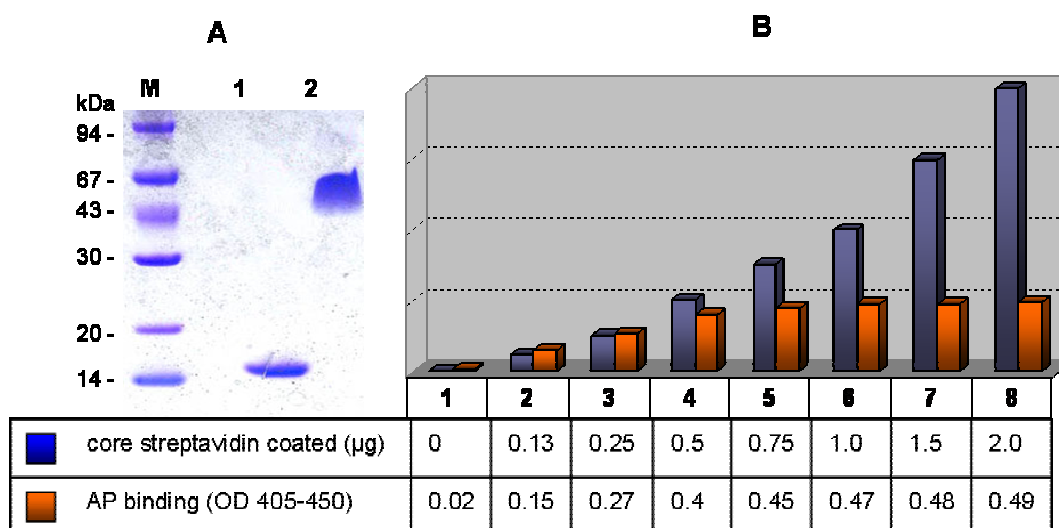 A
B
M 1 2
kDa
94 -
67 -
43 -
30 -
20 -
14 -
1 2 3 4 5 6 7 8
core streptavidin coated (µg) 0 0.13 0.25 0.5 0.75 1.0 1.5 2.0
AP binding (OD 405-450) 0.02 0.15 0.27 0.4 0.45 0.47 0.48 0.49